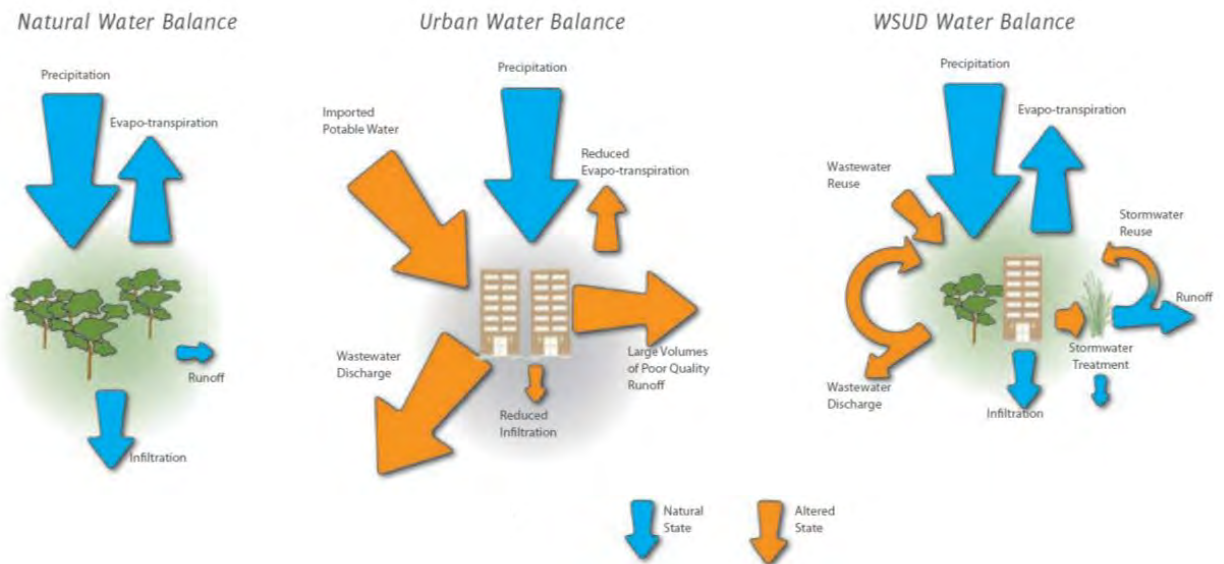 Natural Water Balance
Precipitation
Evapo-transpiration
Runoff
Infiltration
Urban Water Balance
Precipitation
Imported
Potable Water
Reduced
Evapo-transpiration
Wastewater
Discharge
Large Volumes
of Poor Quality
Runoff
Reduced
Infiltration
WSUD Water Balance
Precipitation
Evapo-transpiration
Wastewater
Reuse
Stormwater
Reuse
Runoff
Stormwater
Treatment
Wastewater
Discharge
Infiltration
Natural
State
Altered
State